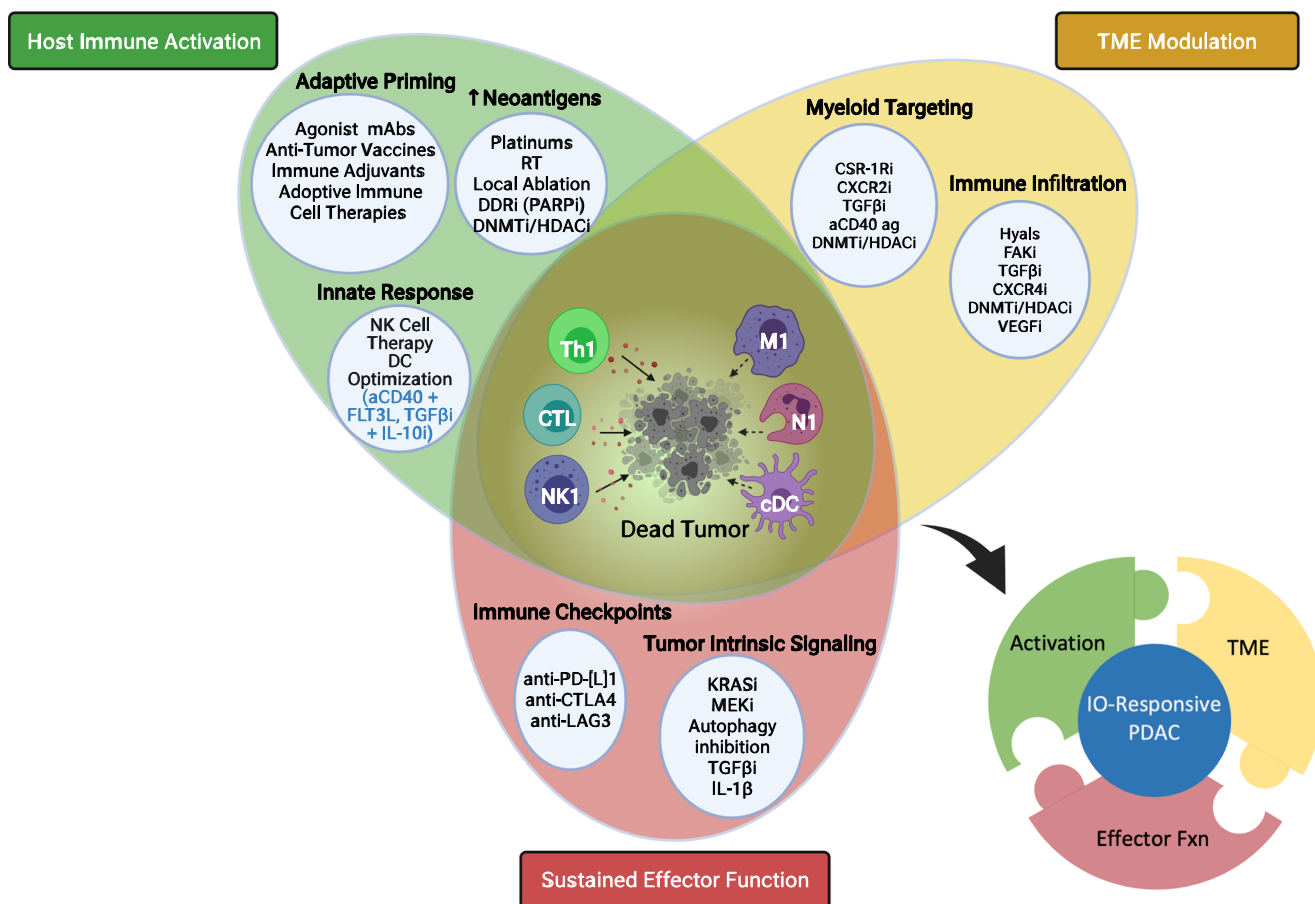 Host Immune Activation
TME Modulation
Adaptive Priming
Agonist mAbs
Anti-Tumor Vaccines
Immune Adjuvants
Adoptive Immune
Cell Therapies
↑Neoantigens
Platinums
RT
Local Ablation
DDRi (PARPi)
DNMTi/HDACi
Innate Response
NK Cell
Therapy
DC
Optimization
(aCD40 +
FLT3L, TGFβi
+ IL-10i)
Myeloid Targeting
CSR-1Ri
CXCR2i
TGFβi
aCD40 ag
DNMTi/HDACi
Immune Infiltration
Hyals
FAKi
TGFβi
CXCR4i
DNMTi/HDACi
VEGFi
Th1
CTL
NK1
M1
N1
cDC
Dead Tumor
Immune Checkpoints
anti-PD-[L]1
anti-CTLA4
anti-LAG3
Tumor Intrinsic Signaling
KRASi
MEKi
Autophagy
inhibition
TGFβi
IL-1β
Sustained Effector Function
Activation
TME
IO-Responsive
PDAC
Effector Fxn